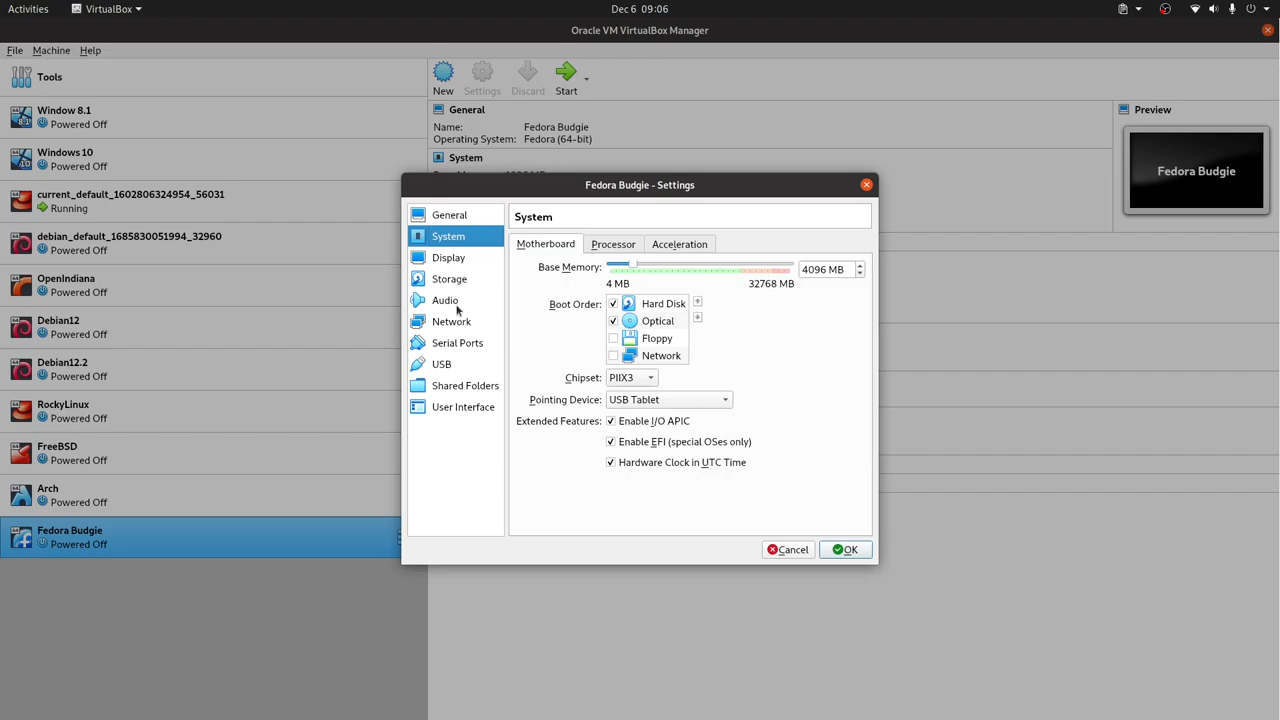 Activities VirtualBox Dec 6 09:06
Oracle VM VirtualBox Manager
File Machine Help
Tools
New Settings Discard Start
Window 8.1
Powered Off
Windows 10
Powered Off
current_default_1602806324954_56031
Running
debian_default_1685830051994_32960
Powered Off
OpenIndiana
Powered Off
Debian12
Powered Off
Debian12.2
Powered Off
RockyLinux
Powered Off
FreeBSD
Powered Off
Arch
Powered Off
Fedora Budgie
Powered Off
General
Name: Fedora Budgie
Operating System: Fedora (64-bit)
System
Preview
Fedora Budgie
Fedora Budgie - Settings
General
System
Display
Storage
Audio
Network
Serial Ports
USB
Shared Folders
User Interface
System
Motherboard Processor Acceleration
Base Memory: 4096 MB
4 MB 32768 MB
Boot Order: Hard Disk
Optical
Floppy
Network
Chipset: PIIX3
Pointing Device: USB Tablet
Extended Features: Enable I/O APIC
Enable EFI (special OSes only)
Hardware Clock in UTC Time
Cancel OK